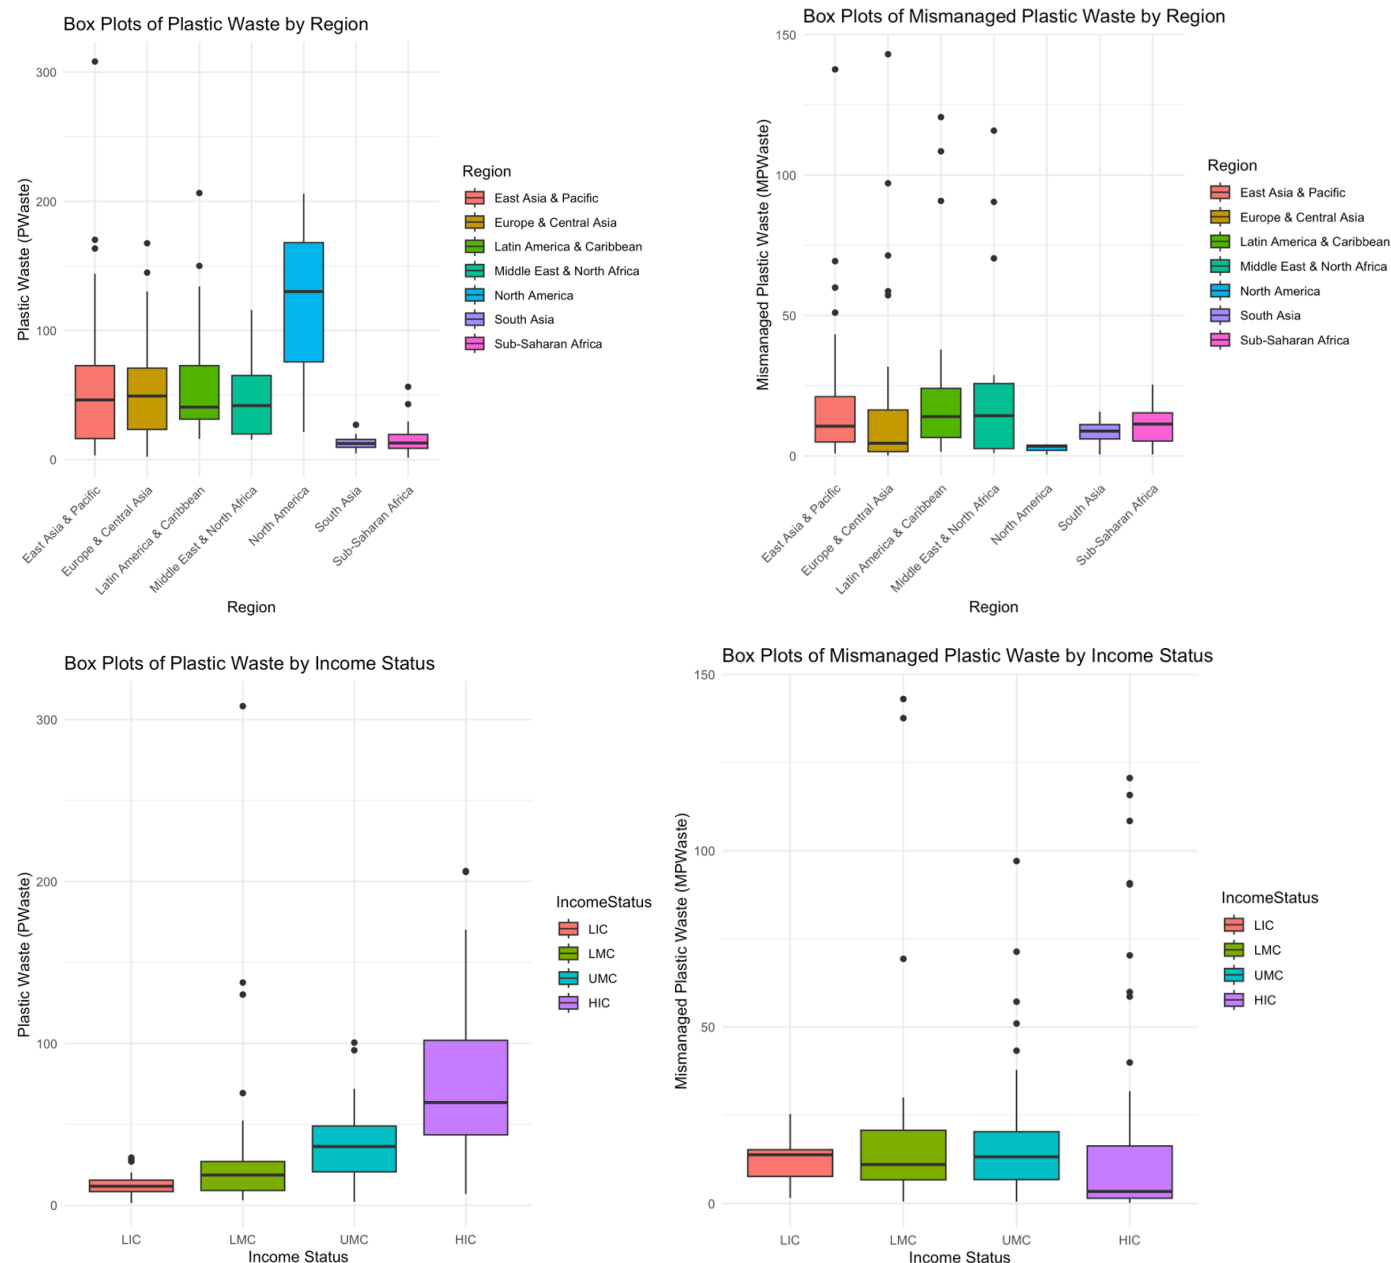 Box Plots of Plastic Waste by Region
Plastic Waste (PWaste)
300
200
100
0
East Asia & Pacific
Europe & Central Asia
Latin America & Caribbean
Middle East & North Africa
North America
South Asia
Sub-Saharan Africa
Region
Region
East Asia & Pacific
Europe & Central Asia
Latin America & Caribbean
Middle East & North Africa
North America
South Asia
Sub-Saharan Africa
Box Plots of Mismanaged Plastic Waste by Region
Mismanaged Plastic Waste (MPWaste)
150
100
50
0
East Asia & Pacific
Europe & Central Asia
Latin America & Caribbean
Middle East & North Africa
North America
South Asia
Sub-Saharan Africa
Region
Region
East Asia & Pacific
Europe & Central Asia
Latin America & Caribbean
Middle East & North Africa
North America
South Asia
Sub-Saharan Africa
Box Plots of Plastic Waste by Income Status
Plastic Waste (PWaste)
300
200
100
0
LIC
LMC
UMC
HIC
Income Status
IncomeStatus
LIC
LMC
UMC
HIC
Box Plots of Mismanaged Plastic Waste by Income Status
Mismanaged Plastic Waste (MPWaste)
150
100
50
0
LIC
LMC
UMC
HIC
Income Status
IncomeStatus
LIC
LMC
UMC
HIC